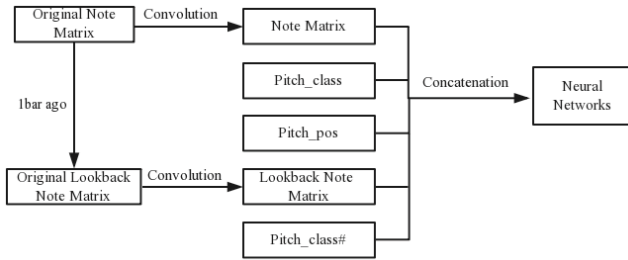 Original Note
Matrix
Convolution
Note Matrix
Pitch_class
Concatenation
Neural
Networks
1bar ago
Pitch_pos
Original Lookback
Note Matrix
Convolution
Lookback Note
Matrix
Pitch_class#